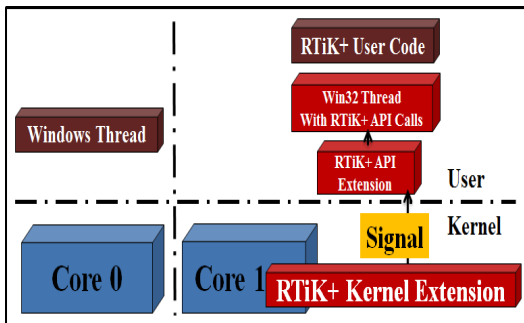 RTiK+ User Code
Win32 Thread
With RTiK+ API Calls
Windows Thread
RTiK+ API
Extension
User
Kernel
Signal
Core 0
Core 1
RTiK+ Kernel Extension